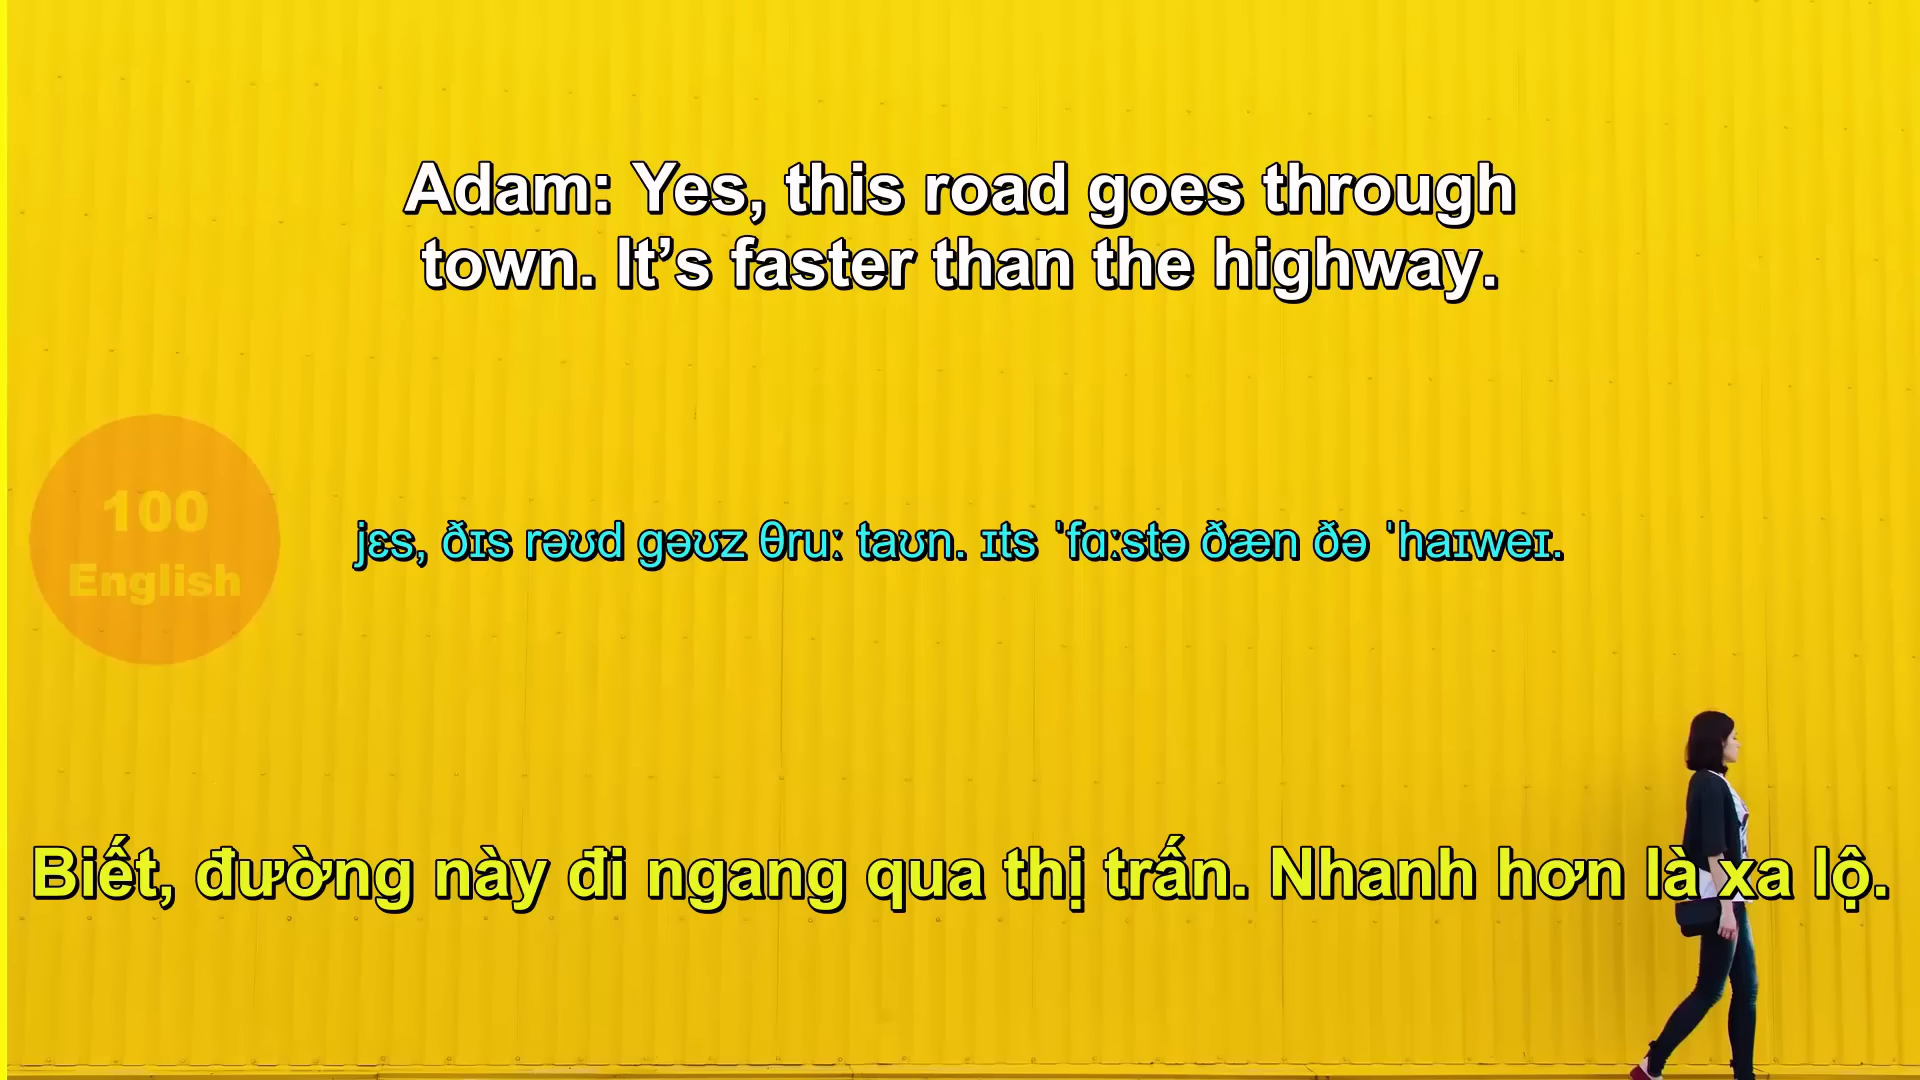 Adam: Yes, this road goes through
town. It’s faster than the highway.
100
English
jɛs, ðɪs rəʊd gəʊz θruː taʊn. ɪts ˈfɑːstə ðæn ðə ˈhaɪweɪ.
Biết, đường này đi ngang qua thị trấn. Nhanh hơn là xa lộ.